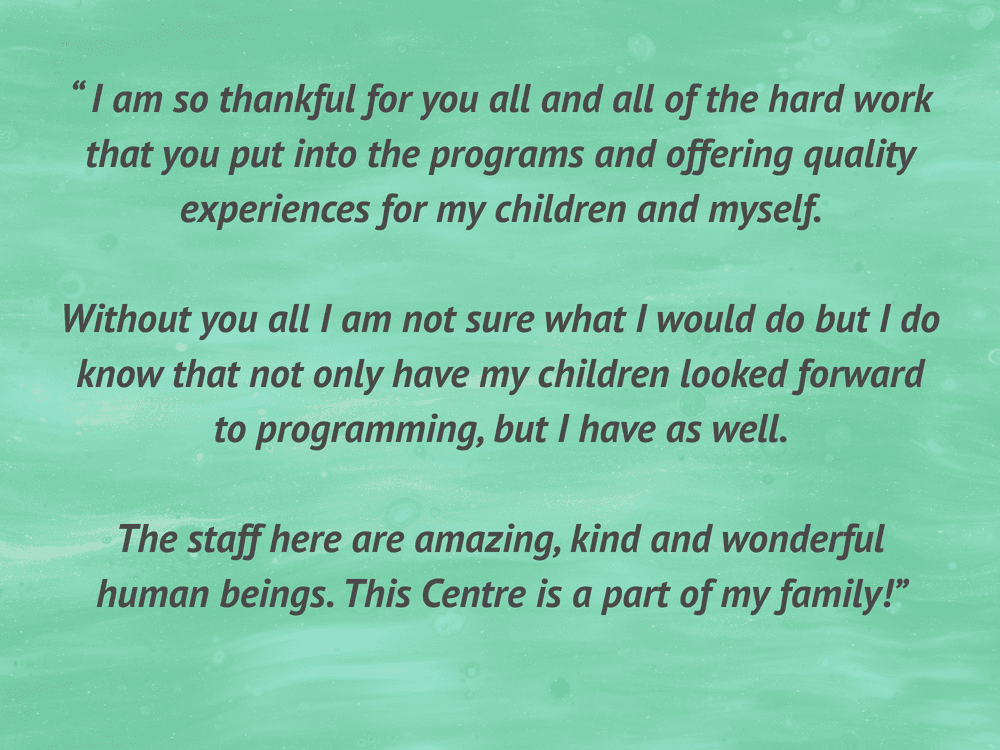 “ I am so thankful for you all and all of the hard work
that you put into the programs and offering quality
experiences for my children and myself.
Without you all I am not sure what I would do but I do
know that not only have my children looked forward
to programming, but I have as well.
The staff here are amazing, kind and wonderful
human beings. This Centre is a part of my family!”